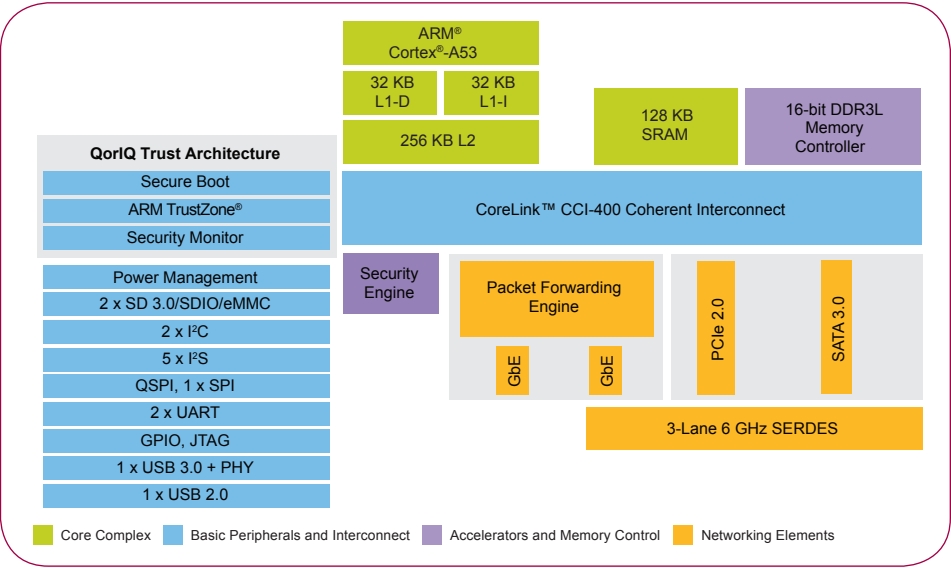 ARM®
Cortex®-A53
32 KB
L1-D
32 KB
L1-I
256 KB L2
128 KB
SRAM
16-bit DDR3L
Memory
Controller
QorIQ Trust Architecture
Secure Boot
ARM TrustZone®
Security Monitor
CoreLink™ CCI-400 Coherent Interconnect
Power Management
2 x SD 3.0/SDIO/eMMC
2 x I²C
5 x I²S
QSPI, 1 x SPI
2 x UART
GPIO, JTAG
1 x USB 3.0 + PHY
1 x USB 2.0
Security
Engine
Packet Forwarding
Engine
GbE
GbE
PCIe 2.0
SATA 3.0
3-Lane 6 GHz SERDES
Core Complex
Basic Peripherals and Interconnect
Accelerators and Memory Control
Networking Elements